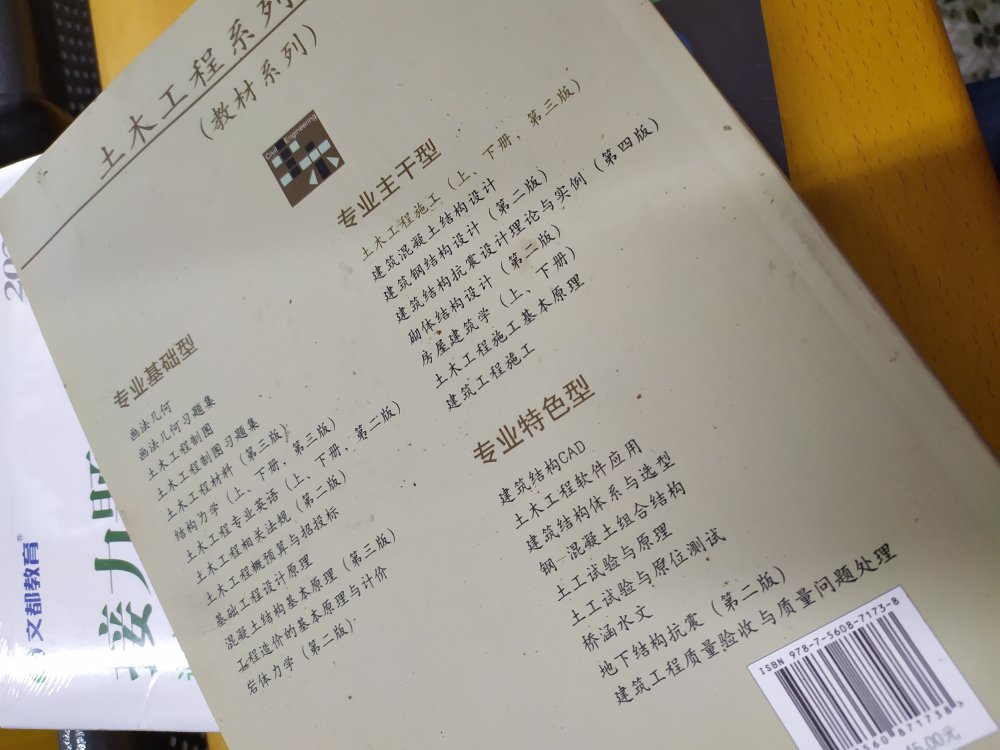 土木工程系列
(教材系列)
Civil Engineering
土木
专业主干型
土木工程施工(上、下册,第三版)
建筑混凝土结构设计
建筑钢结构设计(第二版)
建筑结构抗震设计理论与实例(第四版)
砌体结构设计(第二版)
房屋建筑学(上、下册)
土木工程施工基本原理
建筑工程施工
专业基础型
画法几何
画法几何习题集
土木工程制图
土木工程制图习题集
土木工程材料(第三版)
结构力学(上、下册,第三版)
土木工程专业英语(上、下册,第二版)
土木工程相关法规(第二版)
土木工程概预算与招投标
基础工程设计原理
混凝土结构基本原理(第三版)
工程造价的基本原理与计价
岩体力学(第二版)
专业特色型
建筑结构CAD
土木工程软件应用
建筑结构体系与选型
钢-混凝土组合结构
土工试验与原理
土工试验与原位测试
桥涵水文
地下结构抗震(第二版)
建筑工程质量验收与质量问题处理
ISBN 978-7-5608-7173-8
.00元
文都教育®
接力